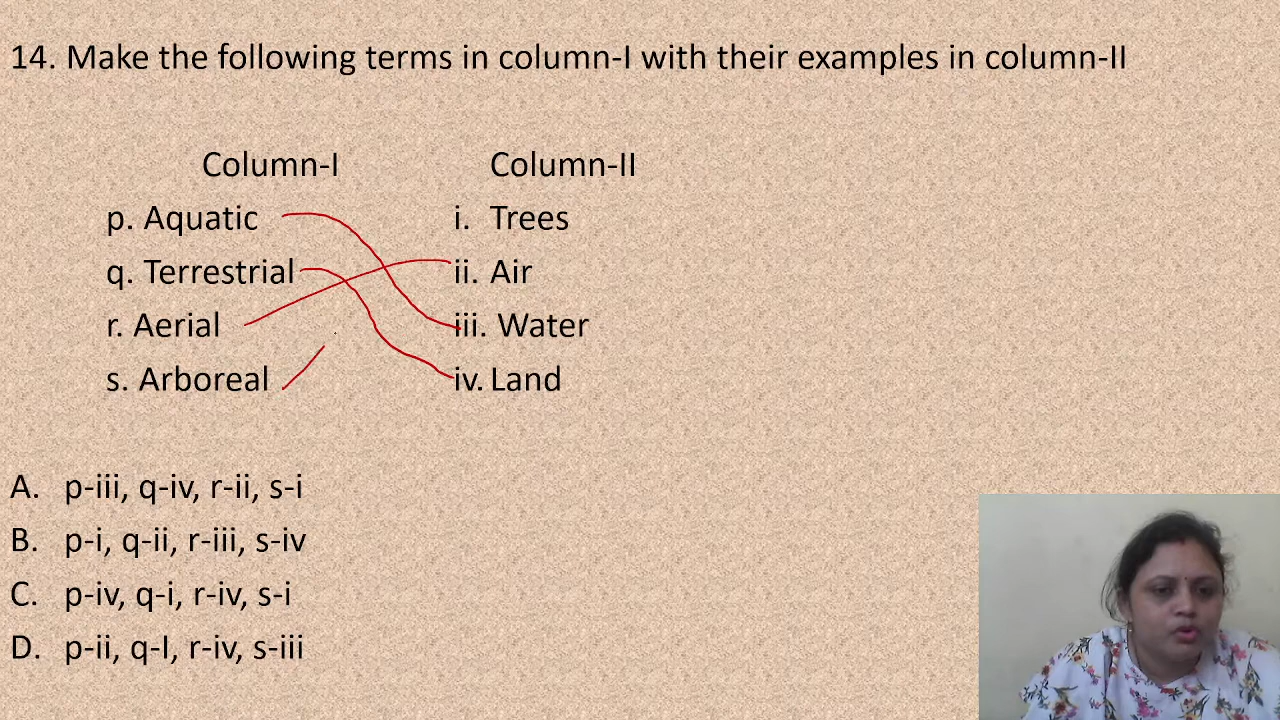 14. Make the following terms in column-I with their examples in column-II
Column-I Column-II
p. Aquatic i. Trees
q. Terrestrial ii. Air
r. Aerial iii. Water
s. Arboreal iv. Land
A. p-iii, q-iv, r-ii, s-i
B. p-i, q-ii, r-iii, s-iv
C. p-iv, q-i, r-iv, s-i
D. p-ii, q-I, r-iv, s-iii